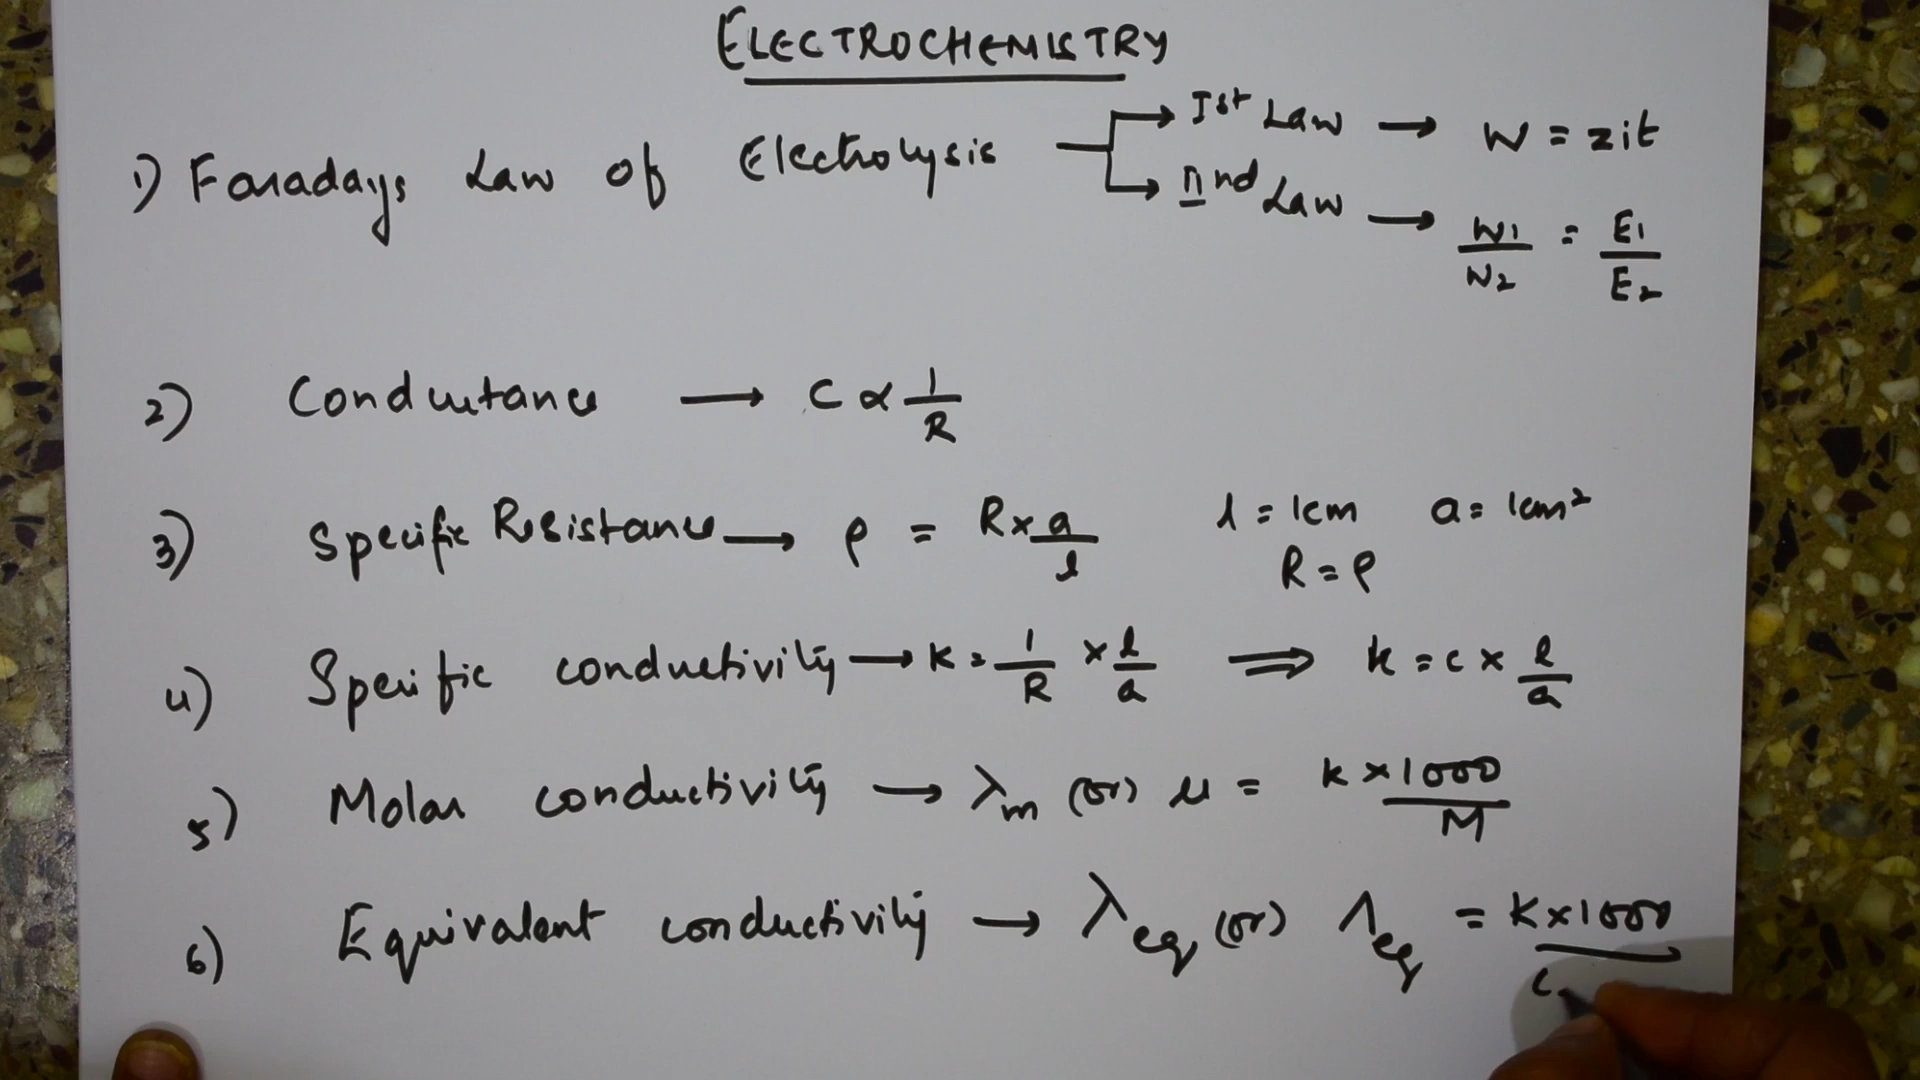 ELECTROCHEMISTRY
1) Faradays Law of Electrolysis → Ist Law → W = zit
→ IInd Law → W1/W2 = E1/E2
2) Conductance → C ∝ 1/R
3) Specific Resistance → ρ = R × a/l l = 1cm a = 1cm²
R = ρ
4) Specific conductivity → K = 1/R × l/a ⇒ k = c × l/a
5) Molar conductivity → λm (or) μ = k × 1000/M
6) Equivalent conductivity → λeq (or) Λeq = K × 1000/C